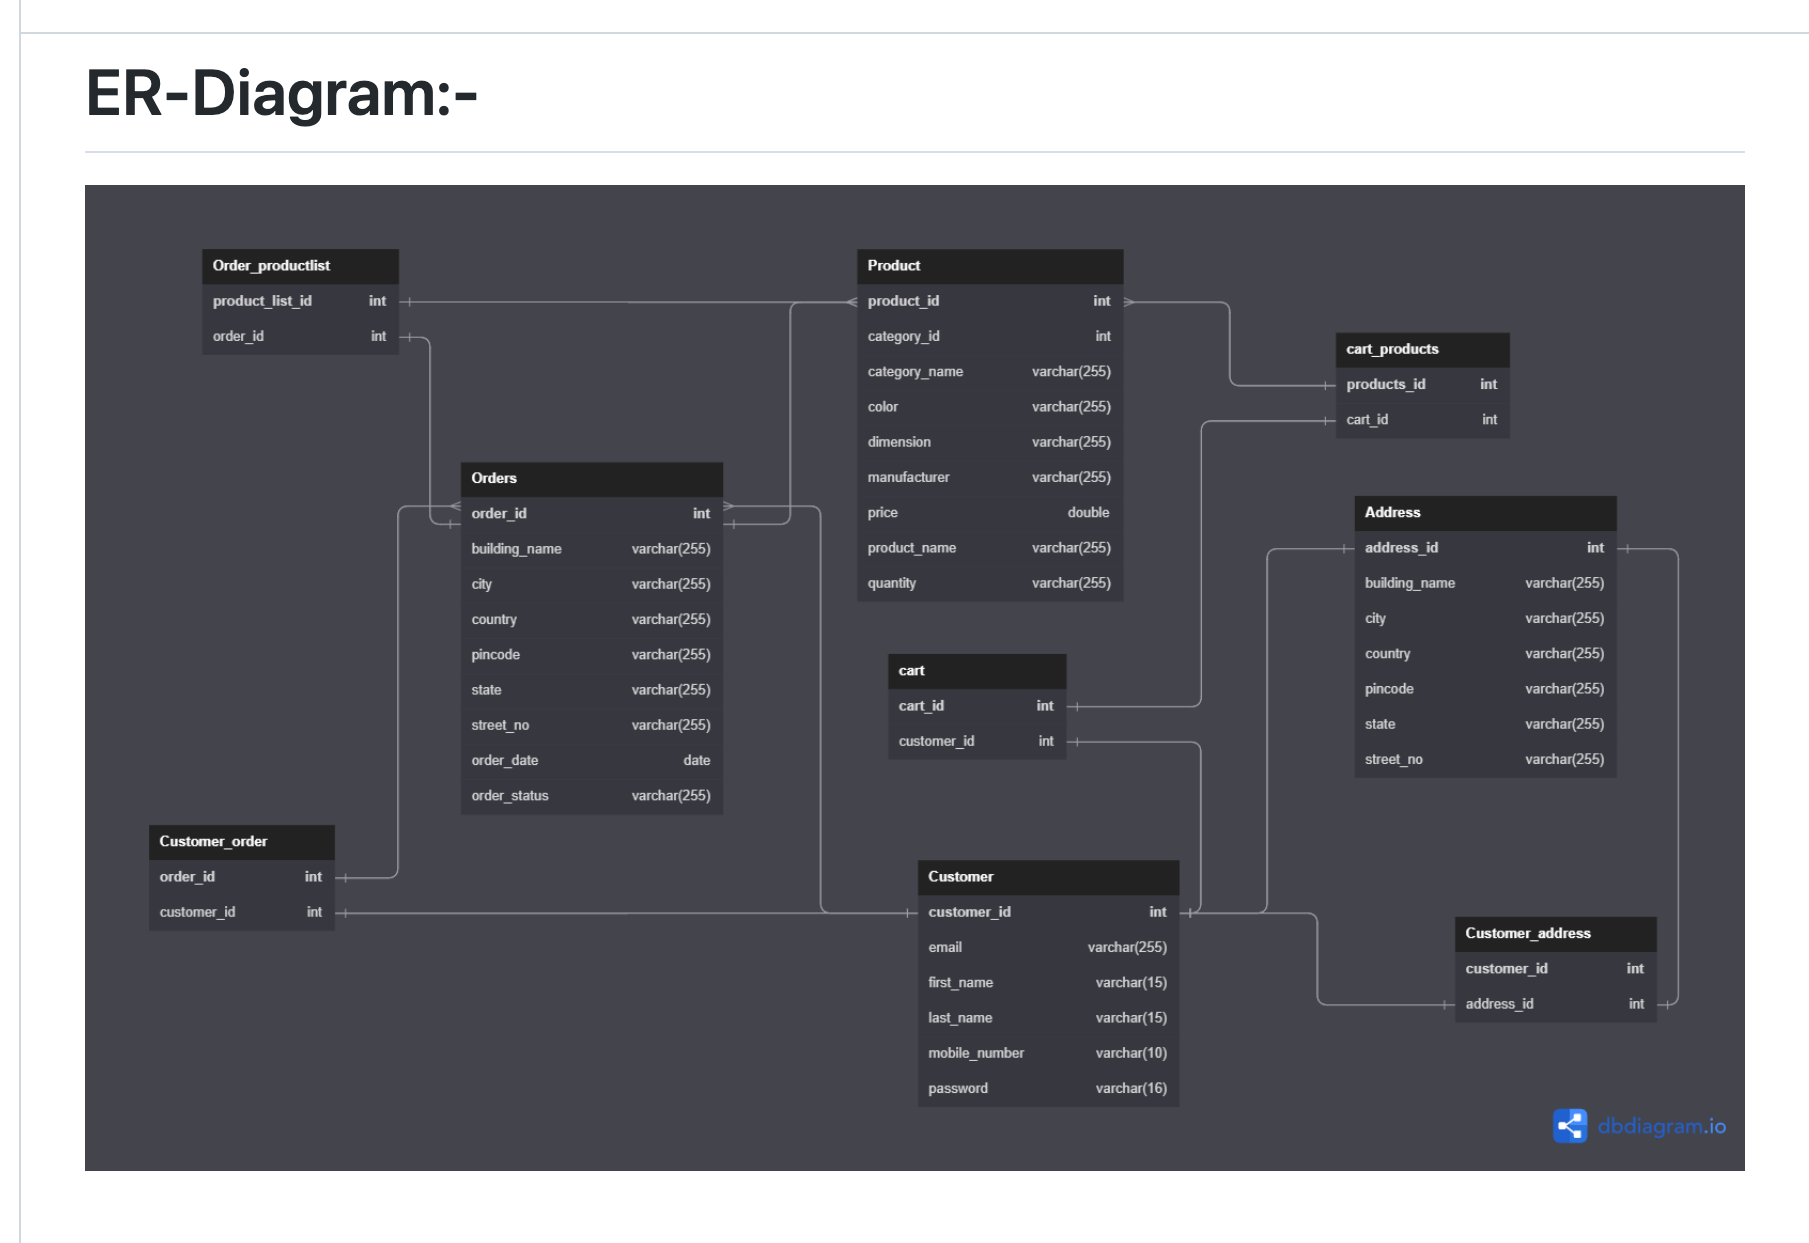 ER-Diagram:-
Order_productlist
product_list_id int
order_id int
Product
product_id int
category_id int
category_name varchar(255)
color varchar(255)
dimension varchar(255)
manufacturer varchar(255)
price double
product_name varchar(255)
quantity varchar(255)
cart_products
products_id int
cart_id int
Orders
order_id int
building_name varchar(255)
city varchar(255)
country varchar(255)
pincode varchar(255)
state varchar(255)
street_no varchar(255)
order_date date
order_status varchar(255)
Address
address_id int
building_name varchar(255)
city varchar(255)
country varchar(255)
pincode varchar(255)
state varchar(255)
street_no varchar(255)
cart
cart_id int
customer_id int
Customer_order
order_id int
customer_id int
Customer
customer_id int
email varchar(255)
first_name varchar(15)
last_name varchar(15)
mobile_number varchar(10)
password varchar(16)
Customer_address
customer_id int
address_id int
dbdiagram.io